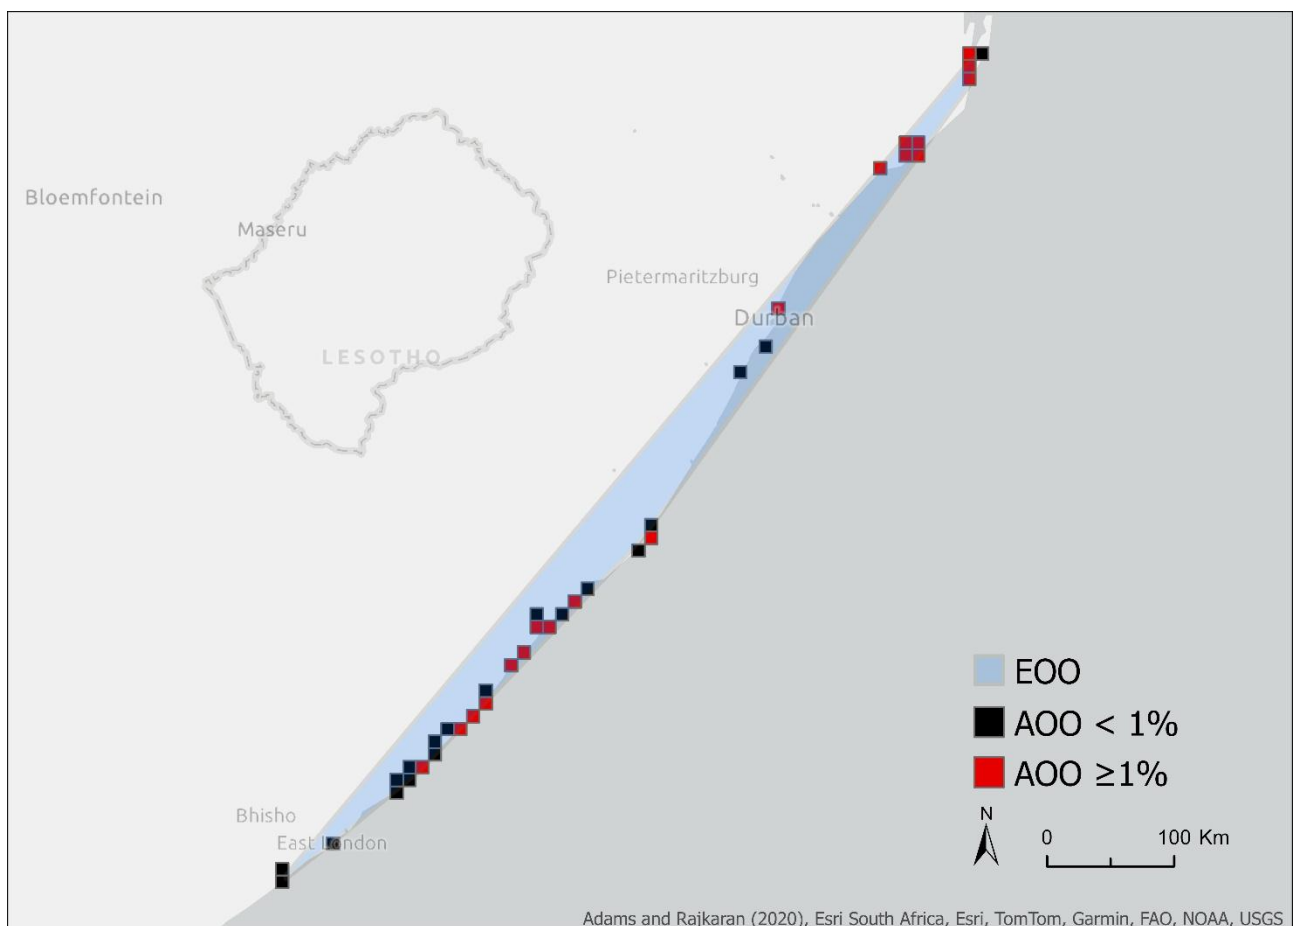 Bloemfontein
Maseru
Pietermaritzburg
Durban
LESOTHO
EOO
AOO < 1%
AOO ≥1%
Bhisho
East London
N
0 100 Km
Adams and Rajkaran (2020), Esri South Africa, Esri, TomTom, Garmin, FAO, NOAA, USGS